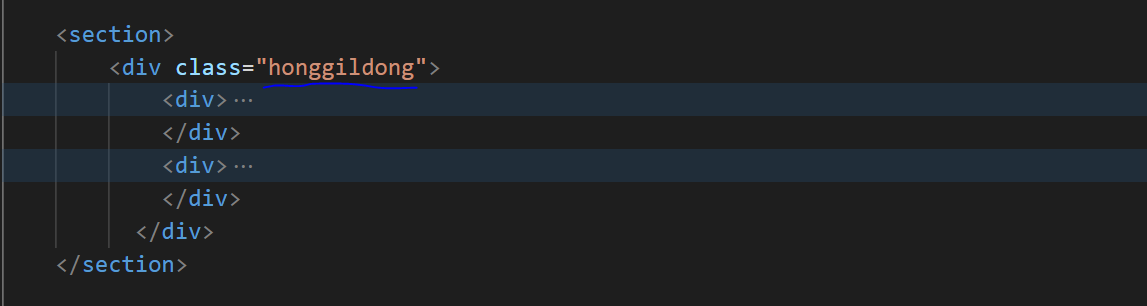 <section>
<div class="honggildong">
<div>···
</div>
<div>···
</div>
</div>
</section>